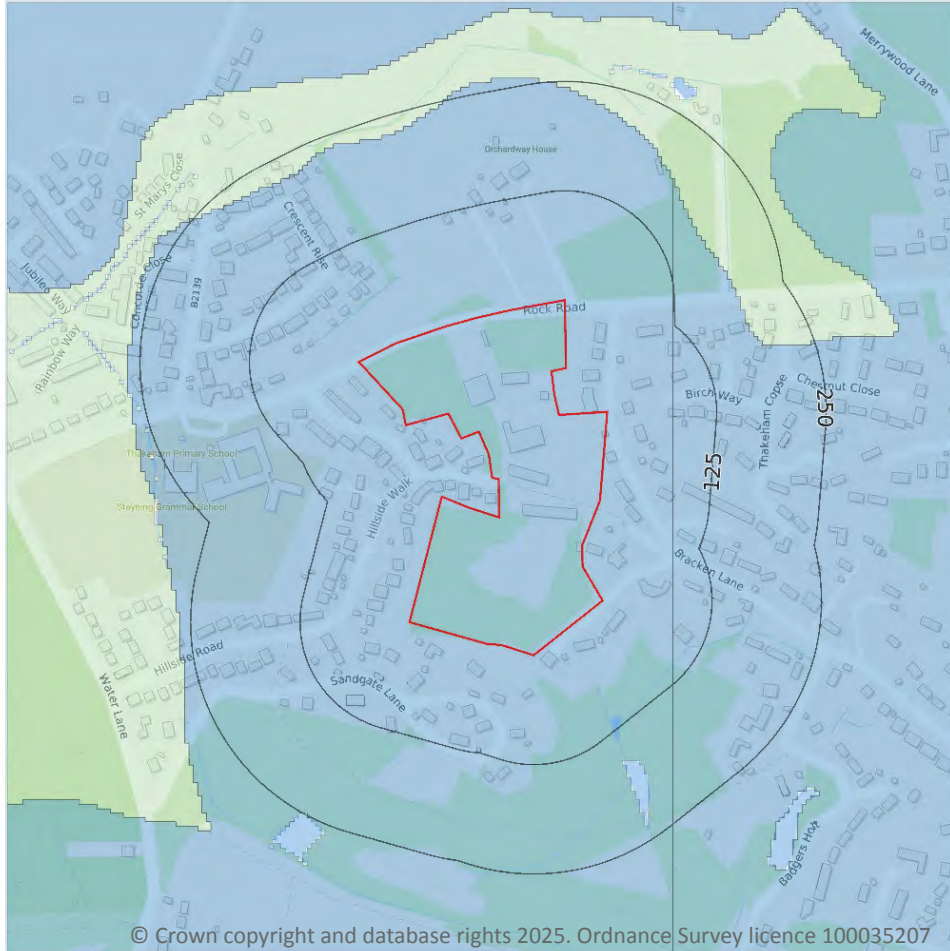 Merrywood Lane
Orchardway House
St Marys Close
Crescent Rise
Concorde Close
B2139
Jubilee Way
Rainbow Way
Rock Road
Birch Way
Chestnut Close
Thakeham Copse
250
125
Thakeham Primary School
Steyning Grammar School
Hillside Walk
Bracken Lane
Hillside Road
Sandgate Lane
Water Lane
Badgers Holt
© Crown copyright and database rights 2025. Ordnance Survey licence 100035207